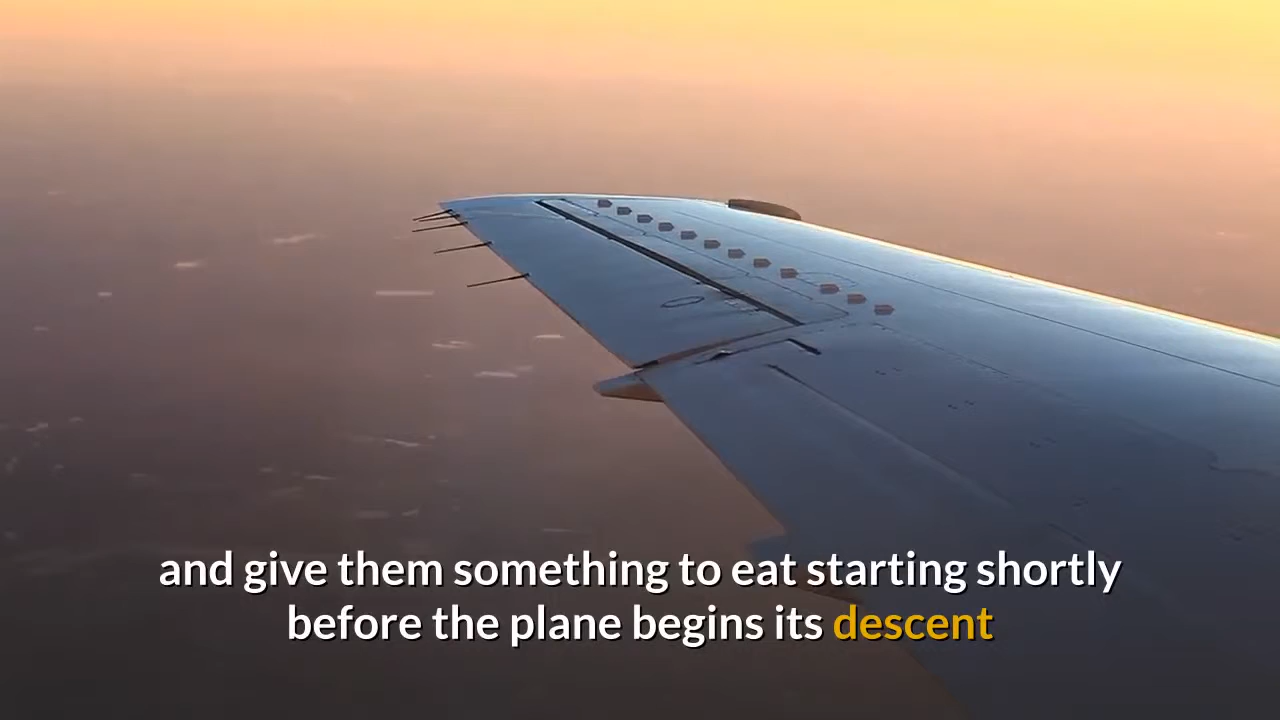 and give them something to eat starting shortly
before the plane begins its descent